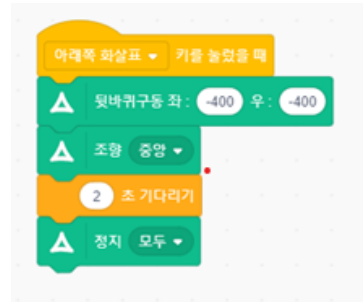 아래쪽 화살표 키를 눌렀을 때
뒷바퀴구동 좌 : -400 우 : -400
조향 중앙
2 초 기다리기
정지 모두